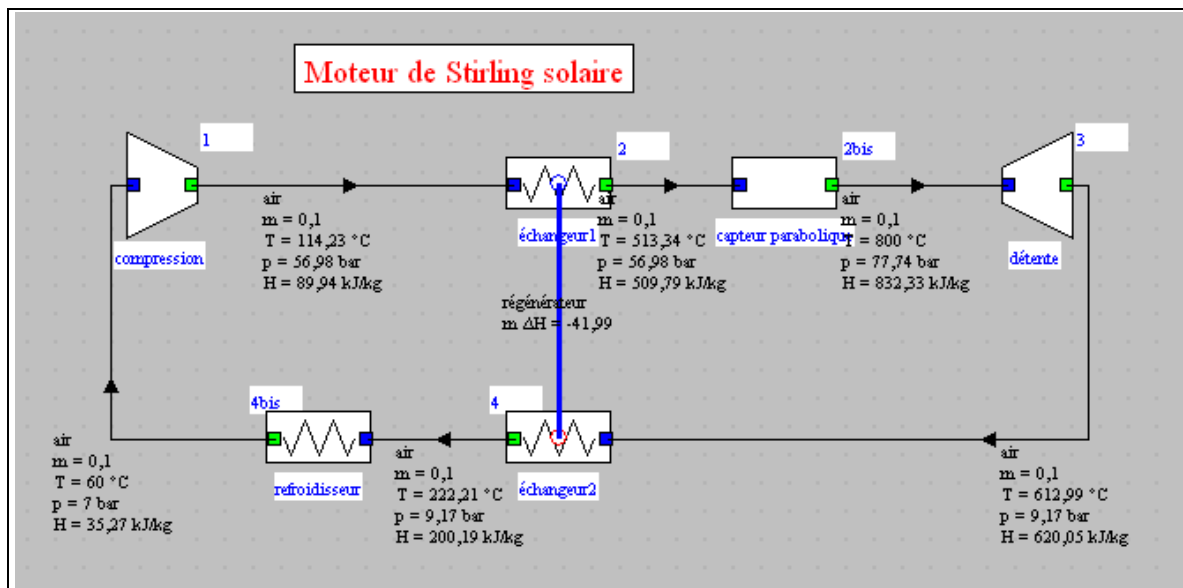 Moteur de Stirling solaire
1
compression
air
m = 0,1
T = 114,23 °C
p = 56,98 bar
H = 89,94 kJ/kg
2
échangeur1
air
m = 0,1
T = 513,34 °C
p = 56,98 bar
H = 509,79 kJ/kg
2bis
capteur parabolique
air
m = 0,1
T = 800 °C
p = 77,74 bar
H = 832,33 kJ/kg
3
détente
régénérateur
m ΔH = -41,99
4bis
refroidisseur
air
m = 0,1
T = 60 °C
p = 7 bar
H = 35,27 kJ/kg
4
échangeur2
air
m = 0,1
T = 222,21 °C
p = 9,17 bar
H = 200,19 kJ/kg
air
m = 0,1
T = 612,99 °C
p = 9,17 bar
H = 620,05 kJ/kg